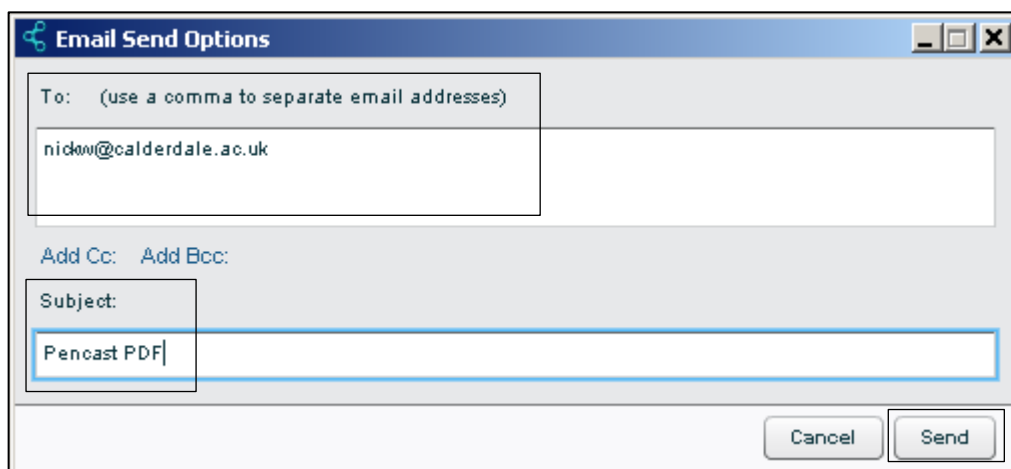 Email Send Options
To: (use a comma to separate email addresses)
nickw@calderdale.ac.uk
Add Cc: Add Bcc:
Subject:
Pencast PDF
Cancel Send